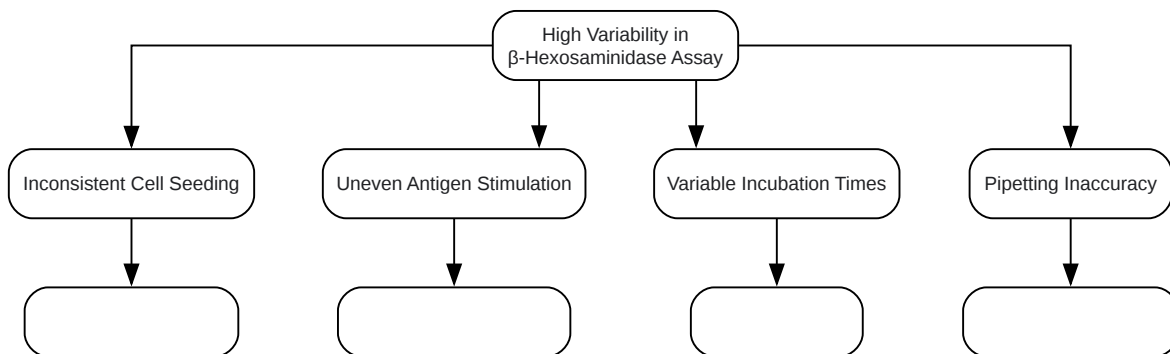 High Variability in
β-Hexosaminidase Assay
Inconsistent Cell Seeding
Uneven Antigen Stimulation
Variable Incubation Times
Pipetting Inaccuracy